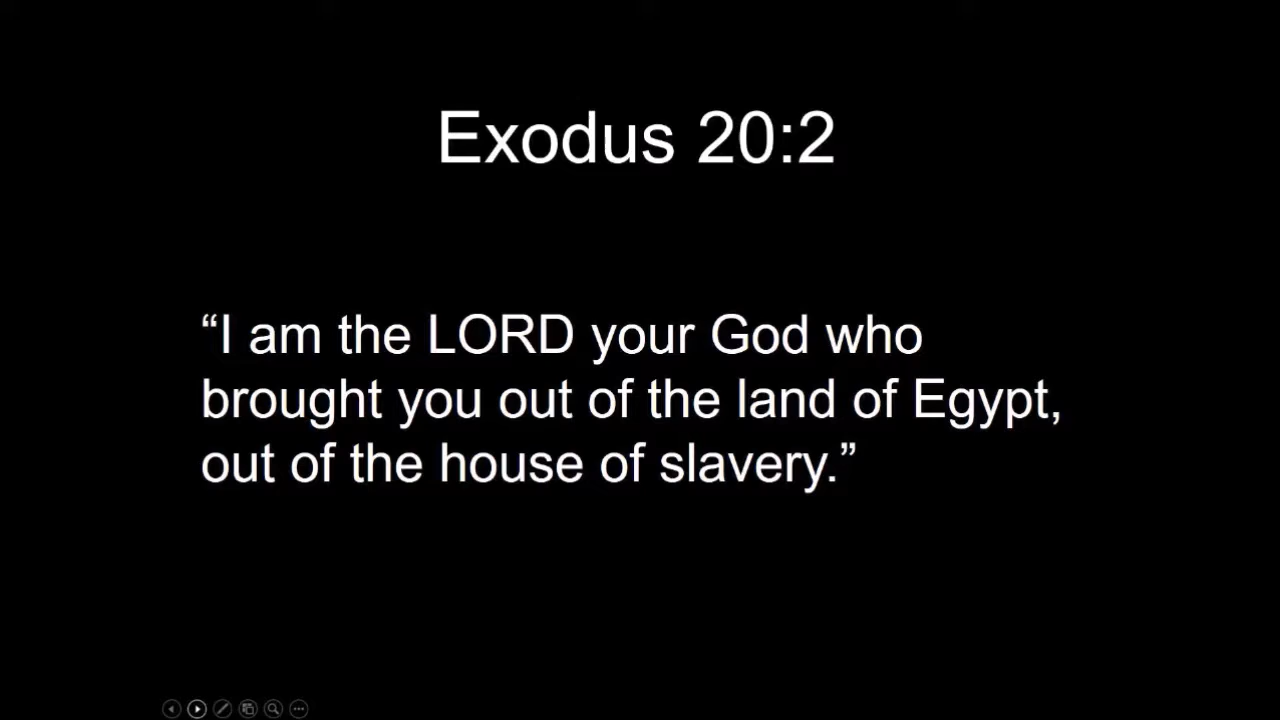 Exodus 20:2
“I am the LORD your God who
brought you out of the land of Egypt,
out of the house of slavery.”